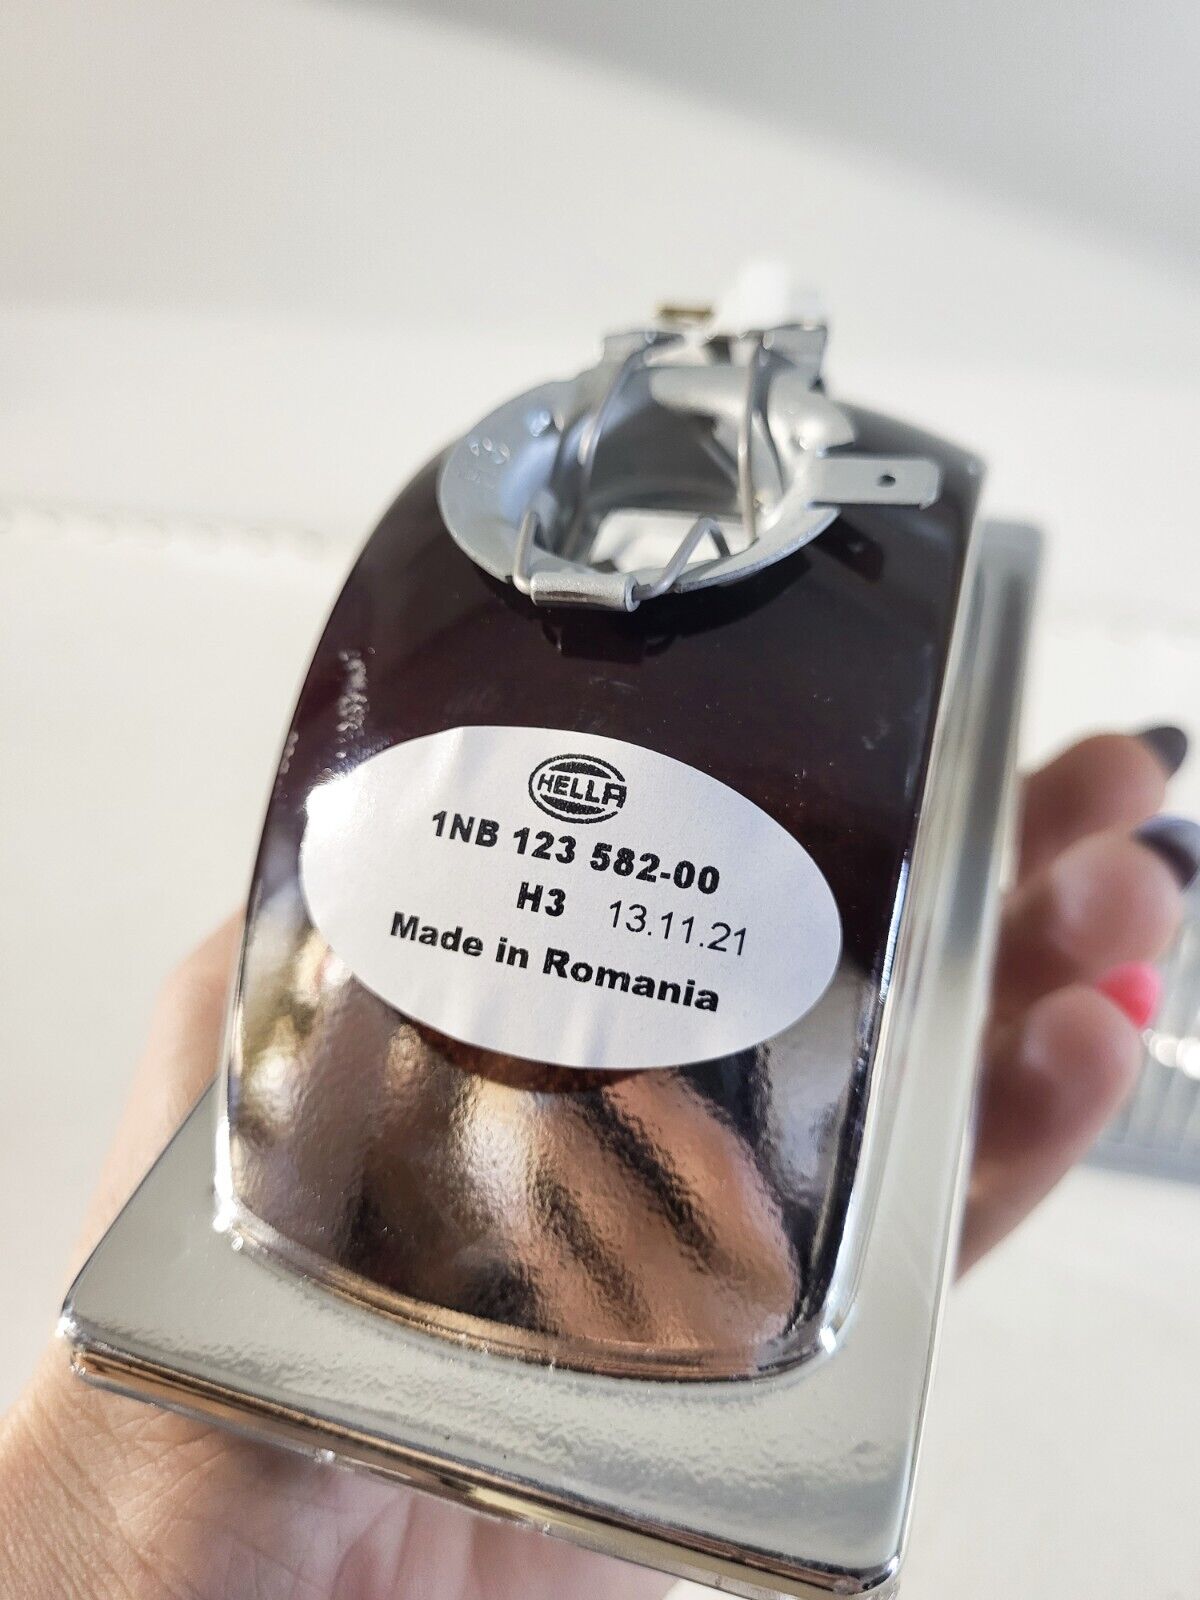 HELLA
1NB 123 582-00
H3 13.11.21
Made in Romania